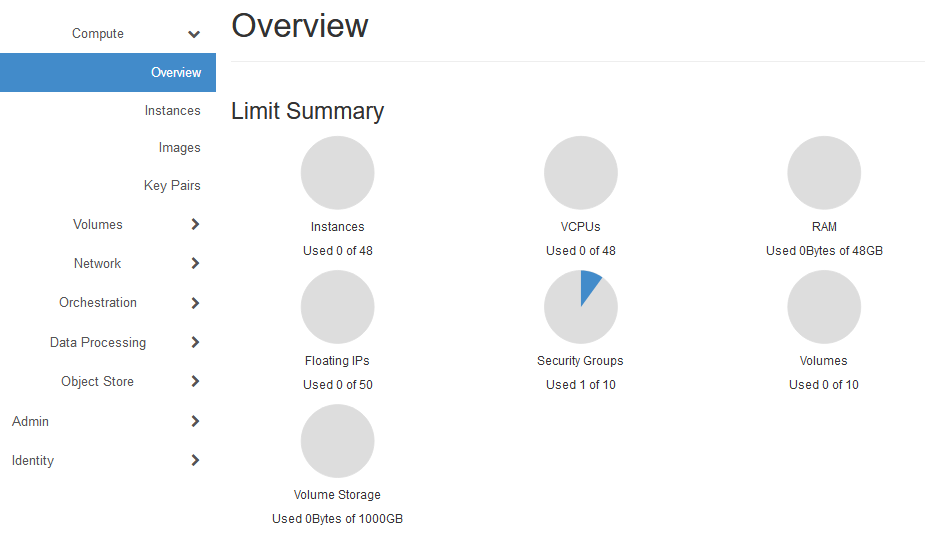 Compute
Overview
Instances
Images
Key Pairs
Volumes
Network
Orchestration
Data Processing
Object Store
Admin
Identity
Overview
Limit Summary
Instances
Used 0 of 48
VCPUs
Used 0 of 48
RAM
Used 0Bytes of 48GB
Floating IPs
Used 0 of 50
Security Groups
Used 1 of 10
Volumes
Used 0 of 10
Volume Storage
Used 0Bytes of 1000GB